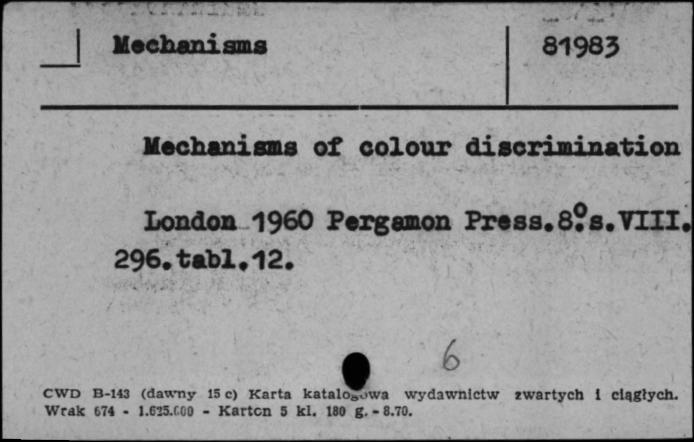 Mechanisms 81983
Mechanisms of colour discrimination
London 1960 Pergamon Press.8º.s.VIII.
296.tabl.12.
6
CWD B-143 (dawny 15 c) Karta katalogowa wydawnictw zwartych i ciągłych.
Wrak 674 - 1.625.000 - Karton 5 kl. 180 g. - 8.70.